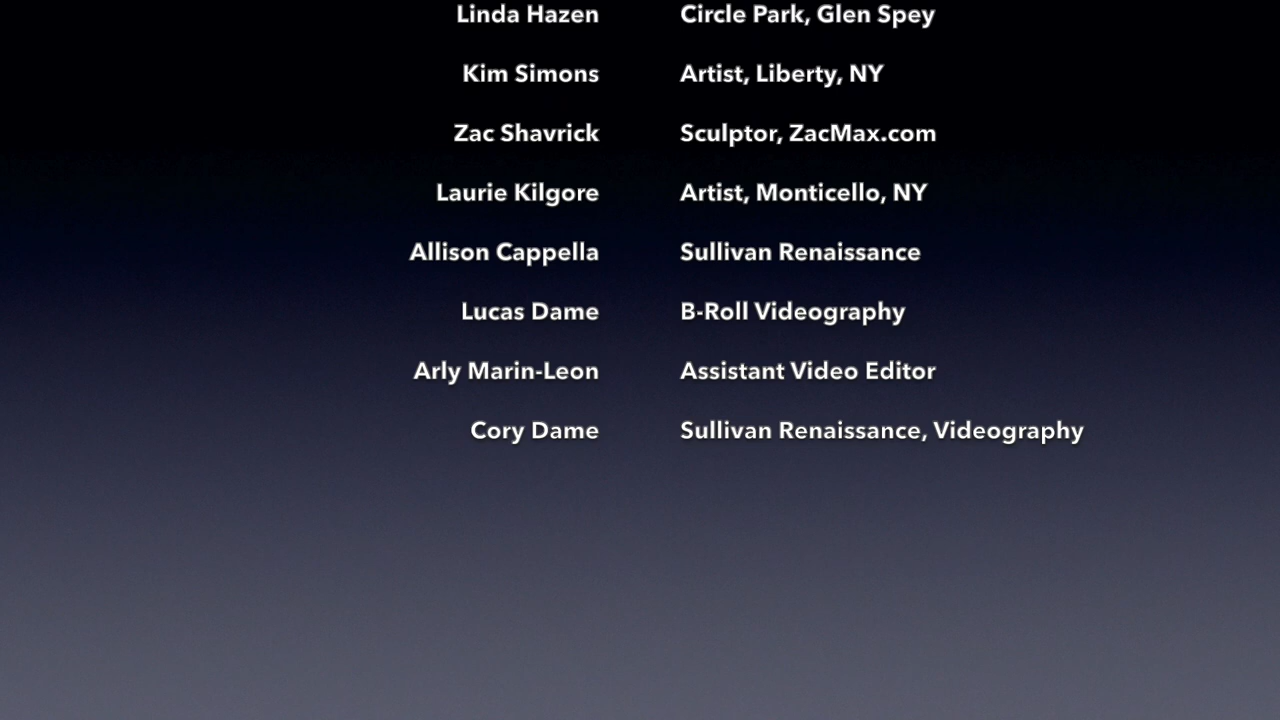 Linda Hazen Circle Park, Glen Spey
Kim Simons Artist, Liberty, NY
Zac Shavrick Sculptor, ZacMax.com
Laurie Kilgore Artist, Monticello, NY
Allison Cappella Sullivan Renaissance
Lucas Dame B-Roll Videography
Arly Marin-Leon Assistant Video Editor
Cory Dame Sullivan Renaissance, Videography